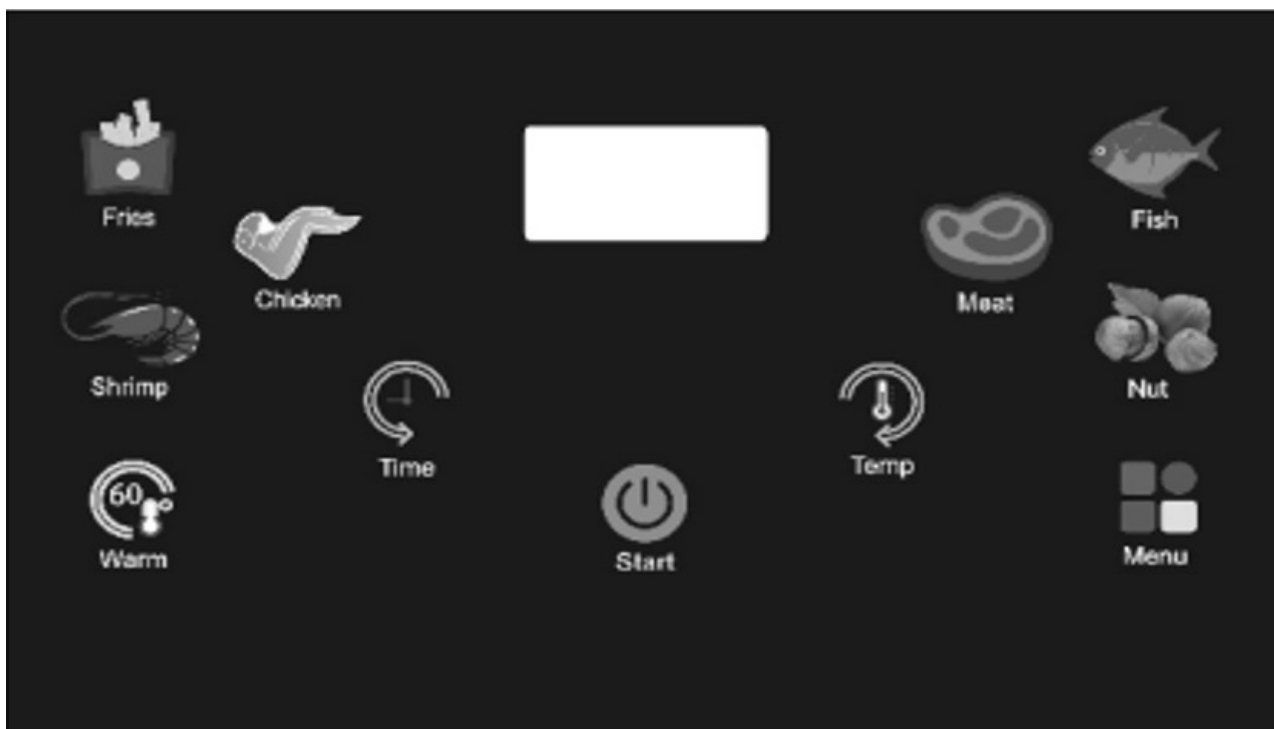 Fries
Fish
Chicken
Meat
Shrimp
Nut
Time
Temp
60
Warm
Start
Menu